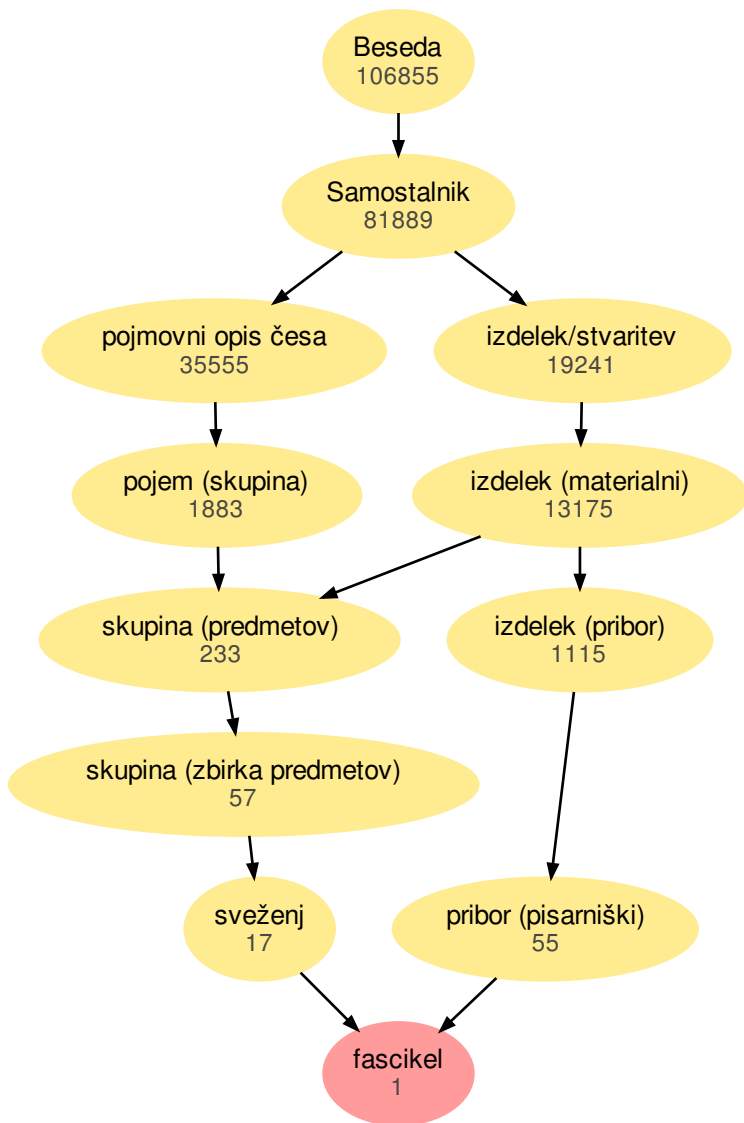 Beseda
106855
Samostalnik
81889
pojmovni opis česa
35555
izdelek/stvaritev
19241
pojem (skupina)
1883
izdelek (materialni)
13175
skupina (predmetov)
233
izdelek (pribor)
1115
skupina (zbirka predmetov)
57
sveženj
17
pribor (pisarniški)
55
fascikel
1